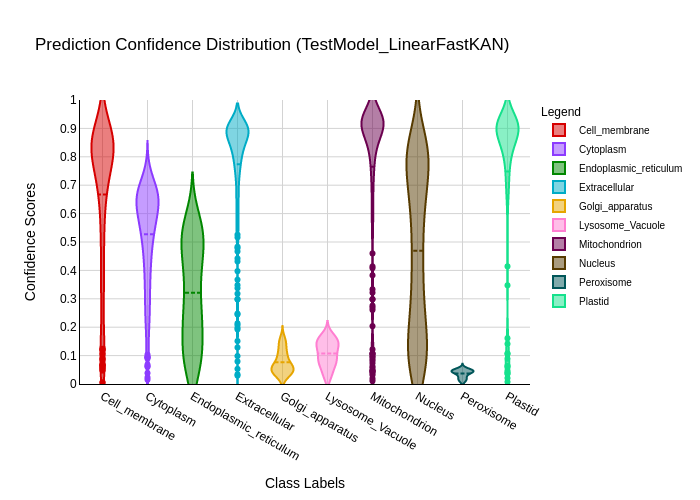 Prediction Confidence Distribution (TestModel_LinearFastKAN)
Confidence Scores
1
0.9
0.8
0.7
0.6
0.5
0.4
0.3
0.2
0.1
0
Cell_membrane
Cytoplasm
Endoplasmic_reticulum
Extracellular
Golgi_apparatus
Lysosome_Vacuole
Mitochondrion
Nucleus
Peroxisome
Plastid
Class Labels
Legend
Cell_membrane
Cytoplasm
Endoplasmic_reticulum
Extracellular
Golgi_apparatus
Lysosome_Vacuole
Mitochondrion
Nucleus
Peroxisome
Plastid